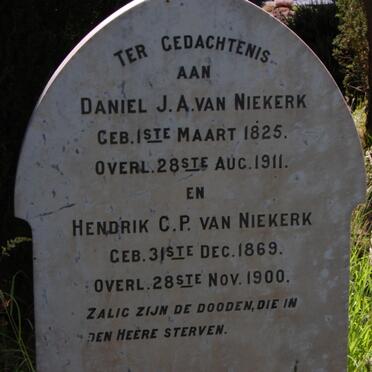 TER GEDACHTENIS
AAN
DANIEL J.A. VAN NIEKERK
GEB. 1STE MAART 1825.
OVERL. 28STE AUG. 1911.
EN
HENDRIK C.P. VAN NIEKERK
GEB. 31STE DEC. 1869.
OVERL. 28STE NOV. 1900.
ZALIG ZIJN DE DOODEN, DIE IN
DEN HEERE STERVEN.